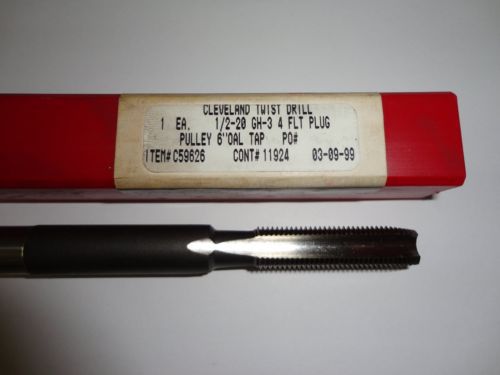 CLEVELAND TWIST DRILL
1 EA. 1/2-20 GH-3 4 FLT PLUG
PULLEY 6"OAL TAP PO#
ITEM# C59626 CONT# 11924 03-09-99